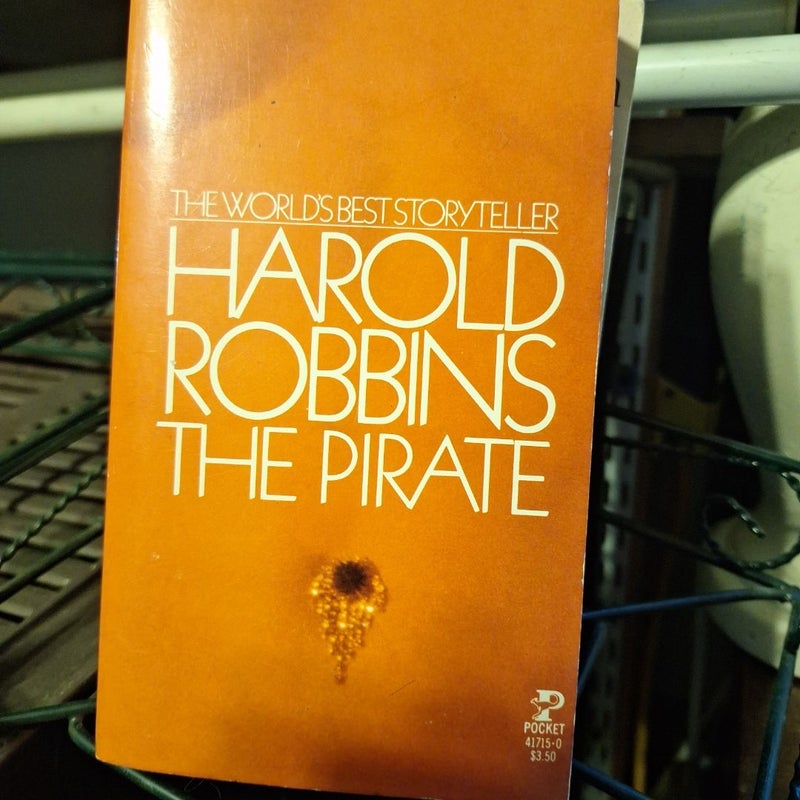 THE WORLD'S BEST STORYTELLER
HAROLD
ROBBINS
THE PIRATE
POCKET
41715-0
$3.50